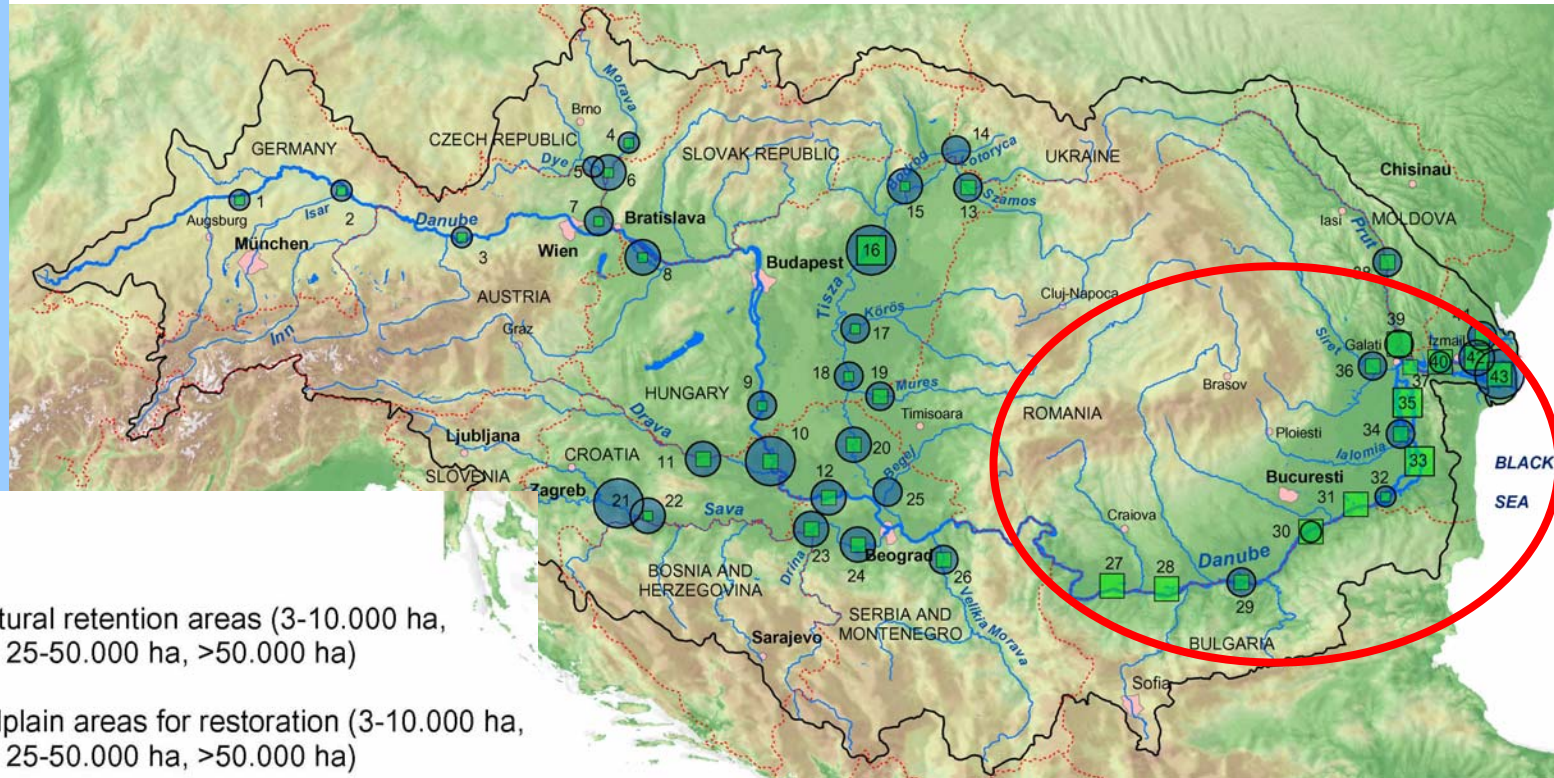 Morava
Brno
4
14
CZECH REPUBLIC
GERMANY
Dye
5
6
SLOVAK REPUBLIC
Bodrog
Lotoryca
UKRAINE
Chisinau
1
2
Augsburg
Isar
Danube
7
Bratislava
15
13
Szamos
Iasi
MOLDOVA
Prut
München
3
Wien
8
Budapest
16
AUSTRIA
Inn
Graz
Tisza
Körös
17
Cluj-Napoca
39
Siret
Galati
Izmail
40
42
43
36
37
HUNGARY
9
18
19
Mures
Timisoara
Brasov
ROMANIA
35
Drava
10
11
20
Begej
Ploiesti
34
Ialomia
33
Ljubljana
CROATIA
SLOVENIA
Zagreb
21
22
Sava
12
25
Bucuresti
32
31
30
BLACK
SEA
23
24
Beograd
26
Craiova
27
28
Danube
29
Drina
BOSNIA AND
HERZEGOVINA
SERBIA AND
MONTENEGRO
Velikia Morava
Sarajevo
BULGARIA
Sofia
tural retention areas (3-10.000 ha,
25-50.000 ha, >50.000 ha)
lplain areas for restoration (3-10.000 ha,
25-50.000 ha, >50.000 ha)